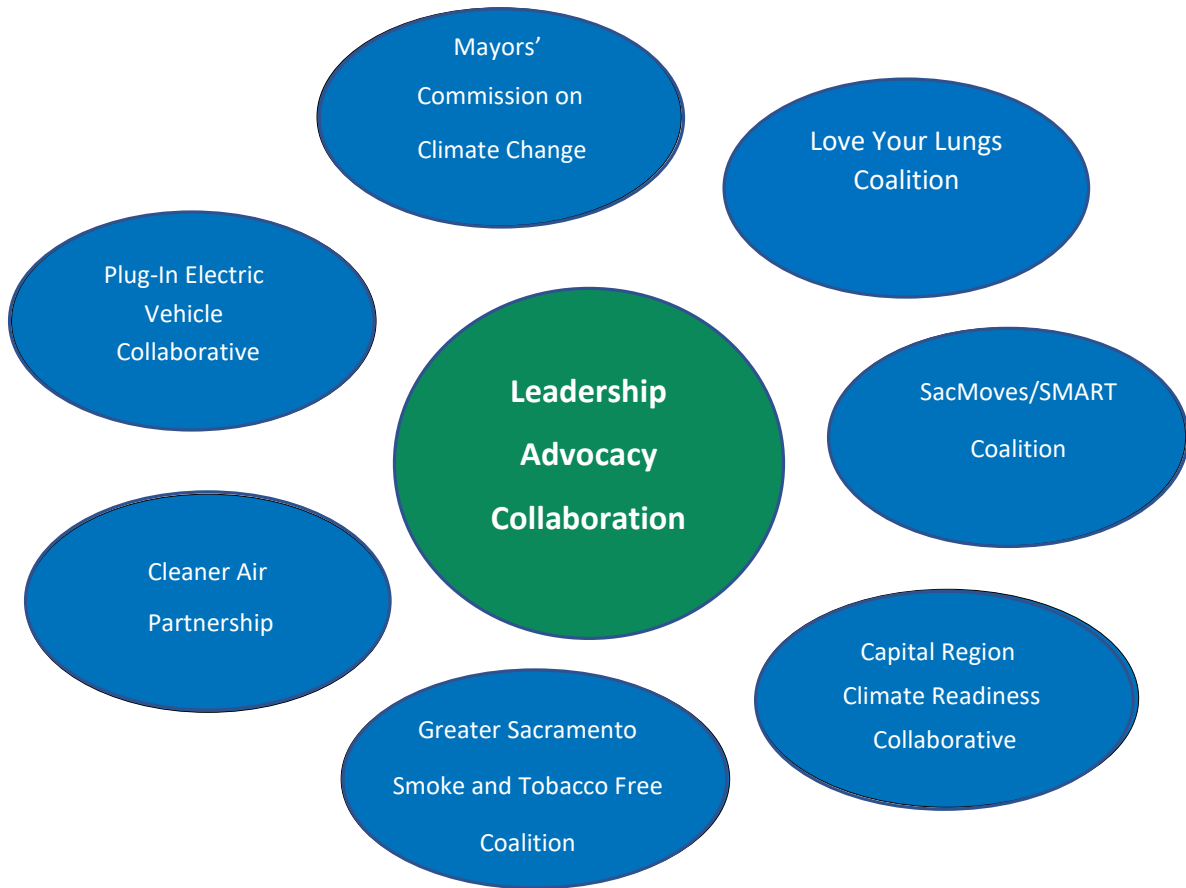 Mayors’
Commission on
Climate Change
Love Your Lungs
Coalition
Plug-In Electric
Vehicle
Collaborative
Leadership
Advocacy
Collaboration
SacMoves/SMART
Coalition
Cleaner Air
Partnership
Capital Region
Climate Readiness
Collaborative
Greater Sacramento
Smoke and Tobacco Free
Coalition